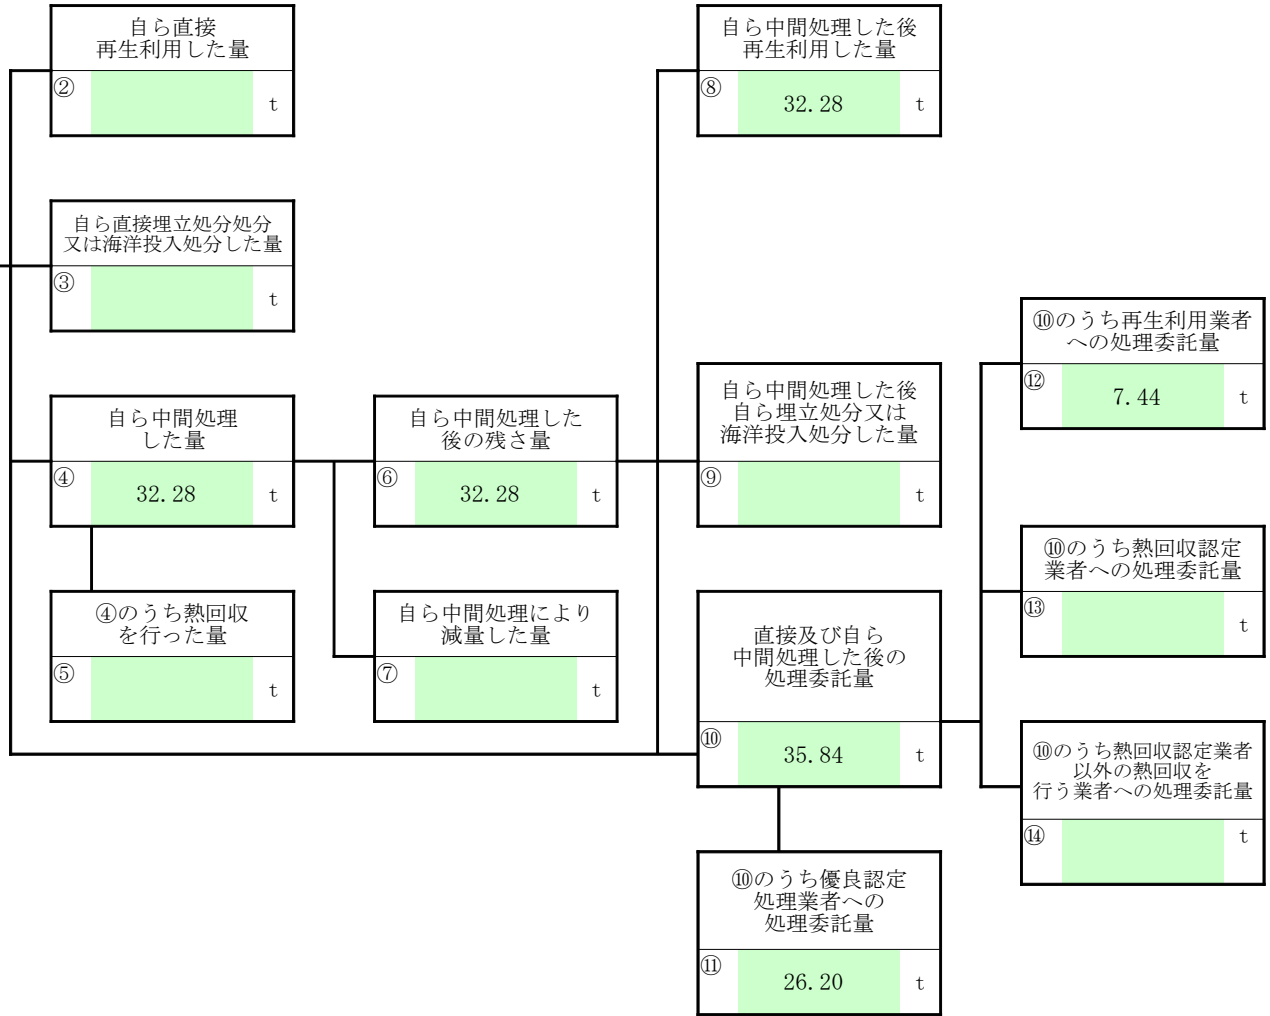 自ら直接
再生利用した量
②
t
自ら中間処理した後
再生利用した量
⑧
32.28
t
自ら直接埋立処分処分
又は海洋投入処分した量
③
t
⑩のうち再生利用業者
への処理委託量
⑫
7.44
t
自ら中間処理
した量
④
32.28
t
自ら中間処理した
後の残さ量
⑥
32.28
t
自ら中間処理した後
自ら埋立処分又は
海洋投入処分した量
⑨
t
⑩のうち熱回収認定
業者への処理委託量
⑬
t
④のうち熱回収
を行った量
⑤
t
自ら中間処理により
減量した量
⑦
t
直接及び自ら
中間処理した後の
処理委託量
⑩
35.84
t
⑩のうち熱回収認定業者
以外の熱回収を
行う業者への処理委託量
⑭
t
⑩のうち優良認定
処理業者への
処理委託量
⑪
26.20
t